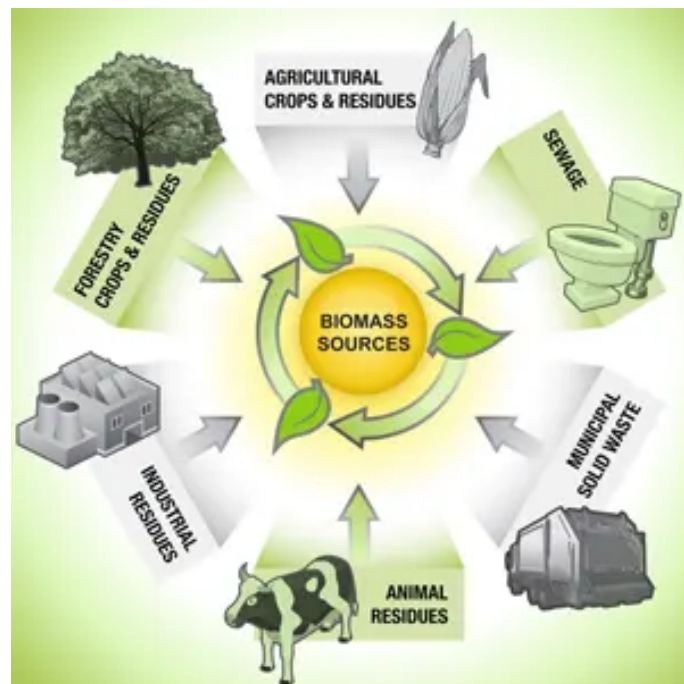 AGRICULTURAL
CROPS & RESIDUES
SEWAGE
FORESTRY
CROPS & RESIDUES
BIOMASS
SOURCES
INDUSTRIAL
RESIDUES
MUNICIPAL
SOLID WASTE
ANIMAL
RESIDUES